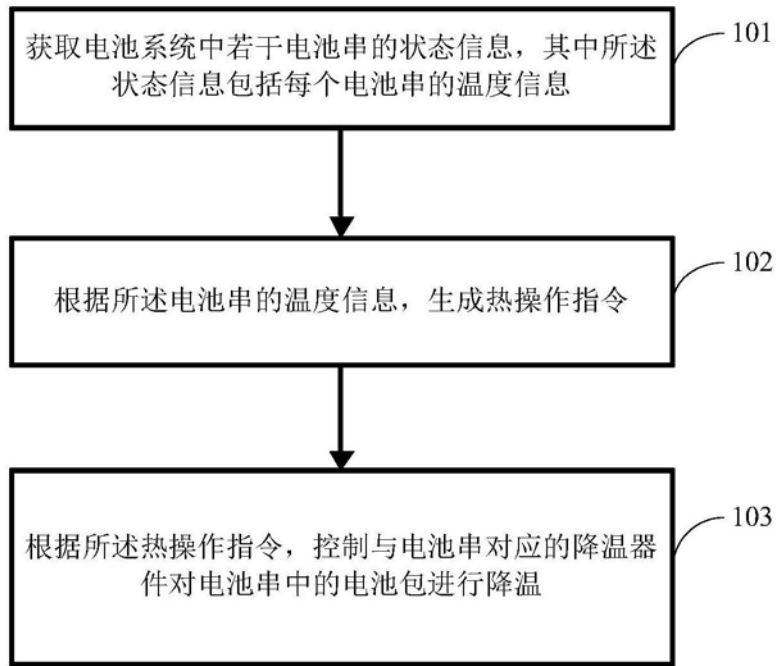 获取电池系统中若干电池串的状态信息，其中所述
状态信息包括每个电池串的温度信息
101
根据所述电池串的温度信息，生成热操作指令
102
根据所述热操作指令，控制与电池串对应的降温器
件对电池串中的电池包进行降温
103